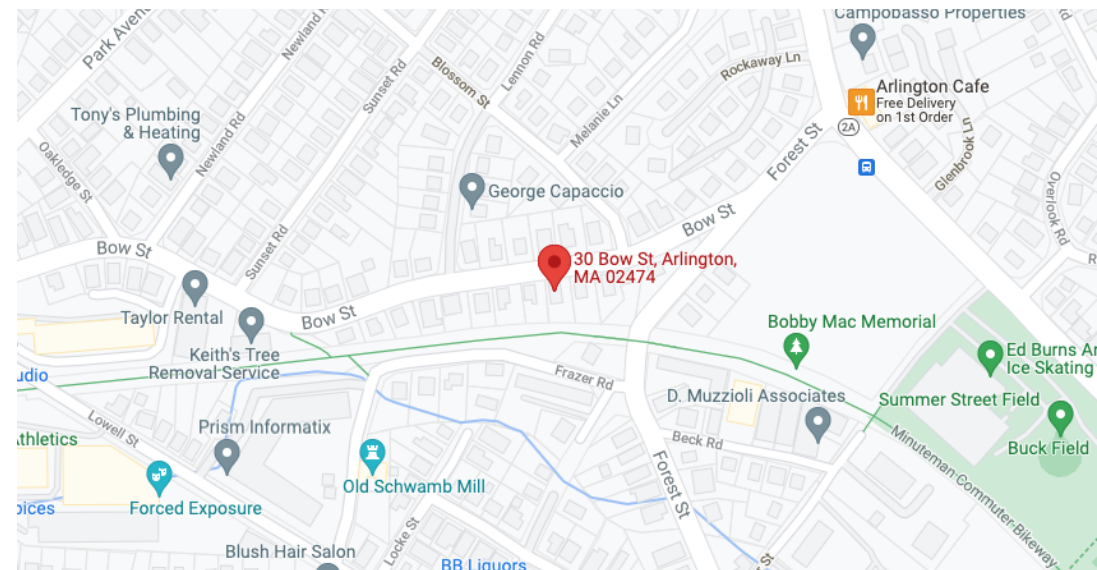 Campobasso Properties
Park Aven
Newland Rd
Lennon Rd
Sunset Rd
Blossom St
Rockaway Ln
Arlington Cafe
Free Delivery
on 1st Order
Tony's Plumbing
& Heating
Newland Rd
Melanie Ln
2A
Forest St
Glenbrook Ln
Oakledge St
George Capaccio
Overlook Rd
Bow St
Sunset Rd
Bow St
30 Bow St, Arlington,
MA 02474
R
Taylor Rental
Bow St
Bobby Mac Memorial
Keith's Tree
Removal Service
Ed Burns Ar
Ice Skating
udio
Frazer Rd
D. Muzzioli Associates
Summer Street Field
Lowell St
Prism Informatix
Beck Rd
Buck Field
thletics
Minuteman Commuter Bikeway
Old Schwamb Mill
Forest St
oices
Forced Exposure
Locke St
Blush Hair Salon
BB Liquors
St